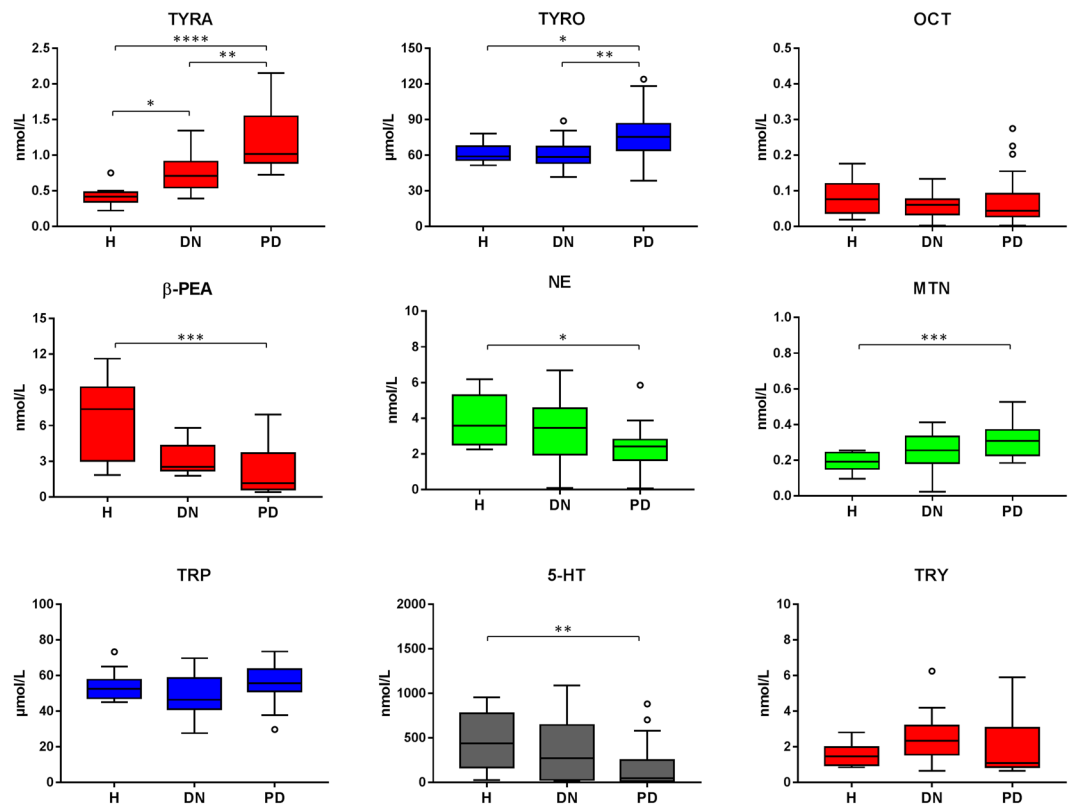 TYRA
2.5
2.0
1.5
1.0
0.5
0.0
nmol/L
****
**
*
H DN PD
TYRO
150
120
90
60
30
0
µmol/L
*
**
H DN PD
OCT
0.5
0.4
0.3
0.2
0.1
0.0
nmol/L
H DN PD
β-PEA
15
12
9
6
3
0
nmol/L
***
H DN PD
NE
10
8
6
4
2
0
nmol/L
*
H DN PD
MTN
1.0
0.8
0.6
0.4
0.2
0.0
nmol/L
***
H DN PD
TRP
100
80
60
40
20
0
µmol/L
H DN PD
5-HT
2000
1500
1000
500
0
nmol/L
**
H DN PD
TRY
10
8
6
4
2
0
nmol/L
H DN PD